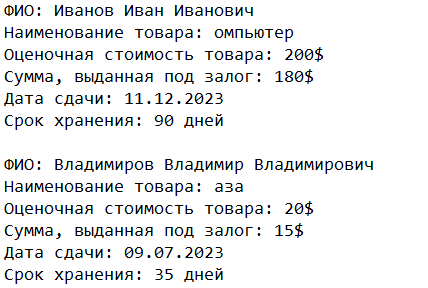 ФИО: Иванов Иван Иванович
Наименование товара: омпьютер
Оценочная стоимость товара: 200$
Сумма, выданная под залог: 180$
Дата сдачи: 11.12.2023
Срок хранения: 90 дней
ФИО: Владимиров Владимир Владимирович
Наименование товара: аза
Оценочная стоимость товара: 20$
Сумма, выданная под залог: 15$
Дата сдачи: 09.07.2023
Срок хранения: 35 дней